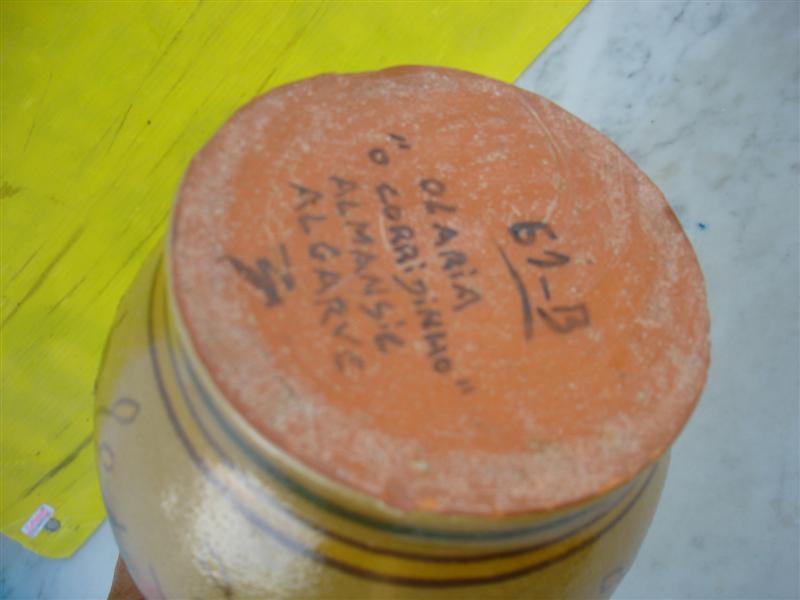 61-B
OLARiA
"O CORRiDiNHO"
ALMANSiL
ALGARVE